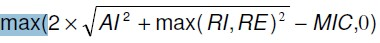 max(2 × √(AI² + max(RI, RE)²) – MIC,0)